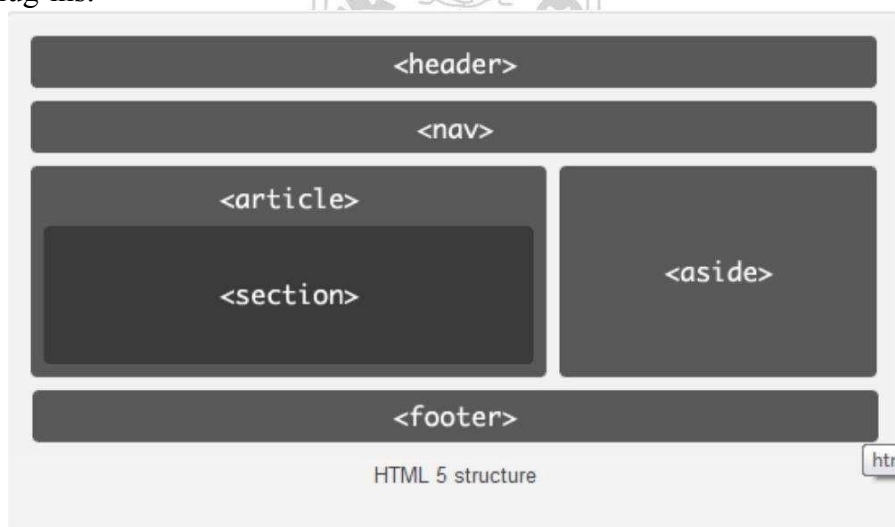 <header>
<nav>
<article>
<section>
<aside>
<footer>
HTML 5 structure